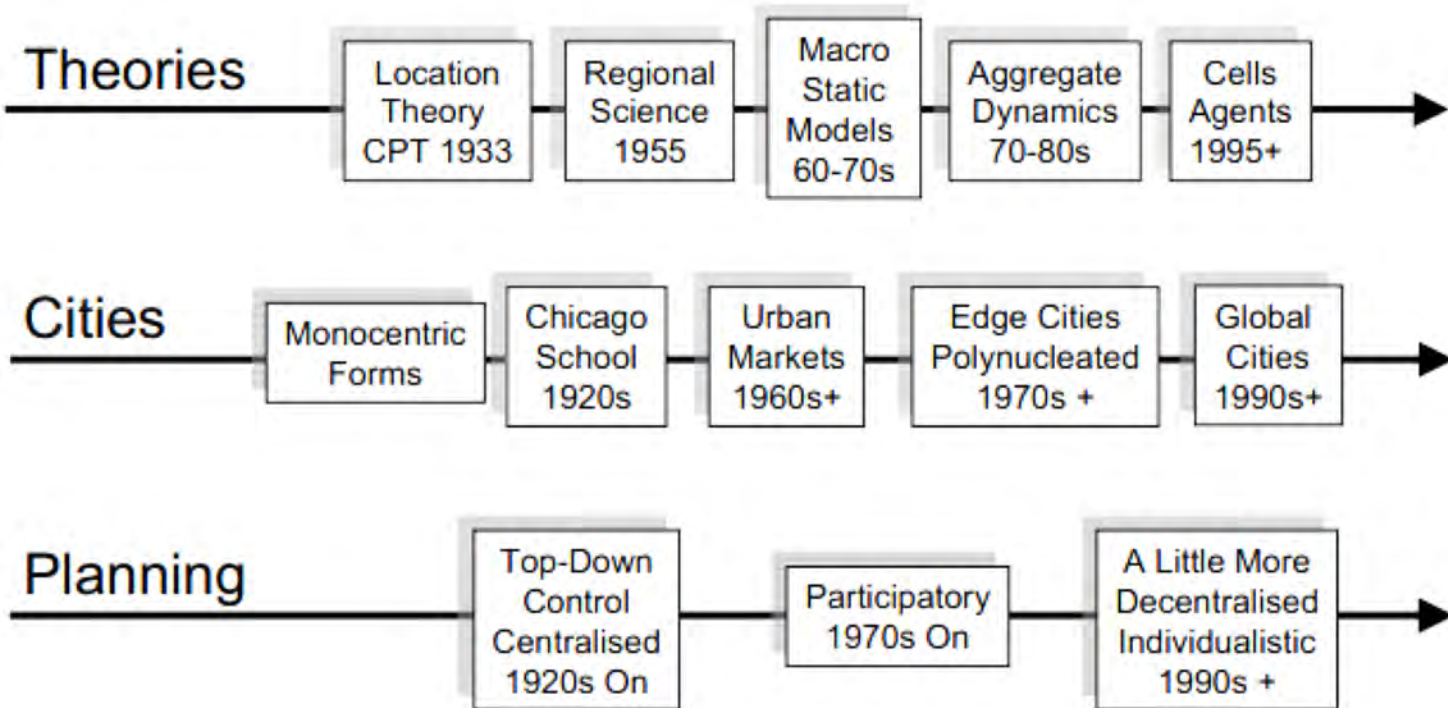 Theories
Location
Theory
CPT 1933
Regional
Science
1955
Macro
Static
Models
60-70s
Aggregate
Dynamics
70-80s
Cells
Agents
1995+
Cities
Monocentric
Forms
Chicago
School
1920s
Urban
Markets
1960s+
Edge Cities
Polynucleated
1970s +
Global
Cities
1990s+
Planning
Top-Down
Control
Centralised
1920s On
Participatory
1970s On
A Little More
Decentralised
Individualistic
1990s +